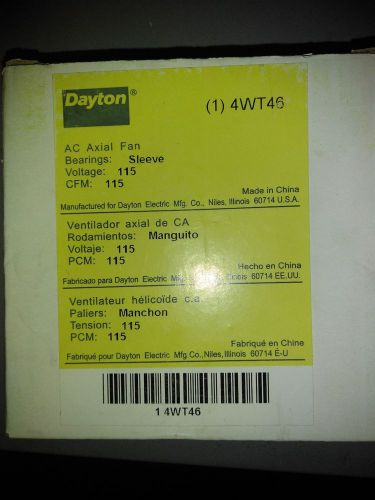 Dayton®
(1) 4WT46
AC Axial Fan
Bearings: Sleeve
Voltage: 115
CFM: 115
Made in China
Manufactured for Dayton Electric Mfg. Co., Niles, Illinois 60714 U.S.A.
Ventilador axial de CA
Rodamientos: Manguito
Voltaje: 115
PCM: 115
Hecho en China
Fabricado para Dayton Electric Mfg. Co., Niles, Illinois 60714 EE.UU.
Ventilateur hélicoïde c.a.
Paliers: Manchon
Tension: 115
PCM: 115
Fabriqué en Chine
Fabriqué pour Dayton Electric Mfg Co., Niles, Illinois 60714 E-U
1 4WT46